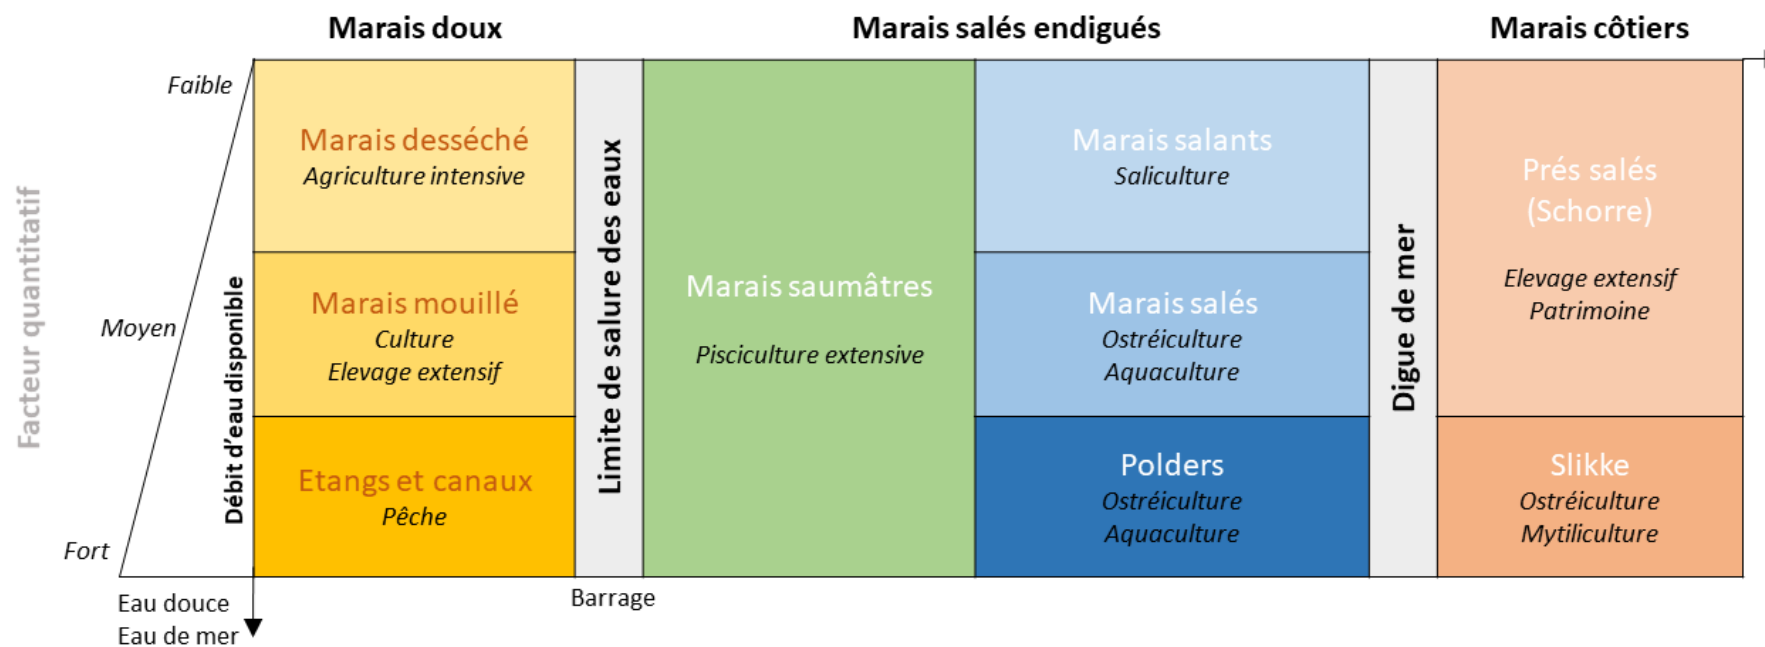 Marais doux
Marais salés endigués
Marais côtiers
Facteur quantitatif
Faible
Moyen
Fort
Débit d'eau disponible
Marais desséché
Agriculture intensive
Marais mouillé
Culture
Elevage extensif
Etangs et canaux
Pêche
Limite de salure des eaux
Marais saumâtres
Pisciculture extensive
Marais salants
Saliculture
Marais salés
Ostréiculture
Aquaculture
Polders
Ostréiculture
Aquaculture
Digue de mer
Prés salés
(Schorre)
Elevage extensif
Patrimoine
Slikke
Ostréiculture
Mytiliculture
Eau douce
Eau de mer
Barrage